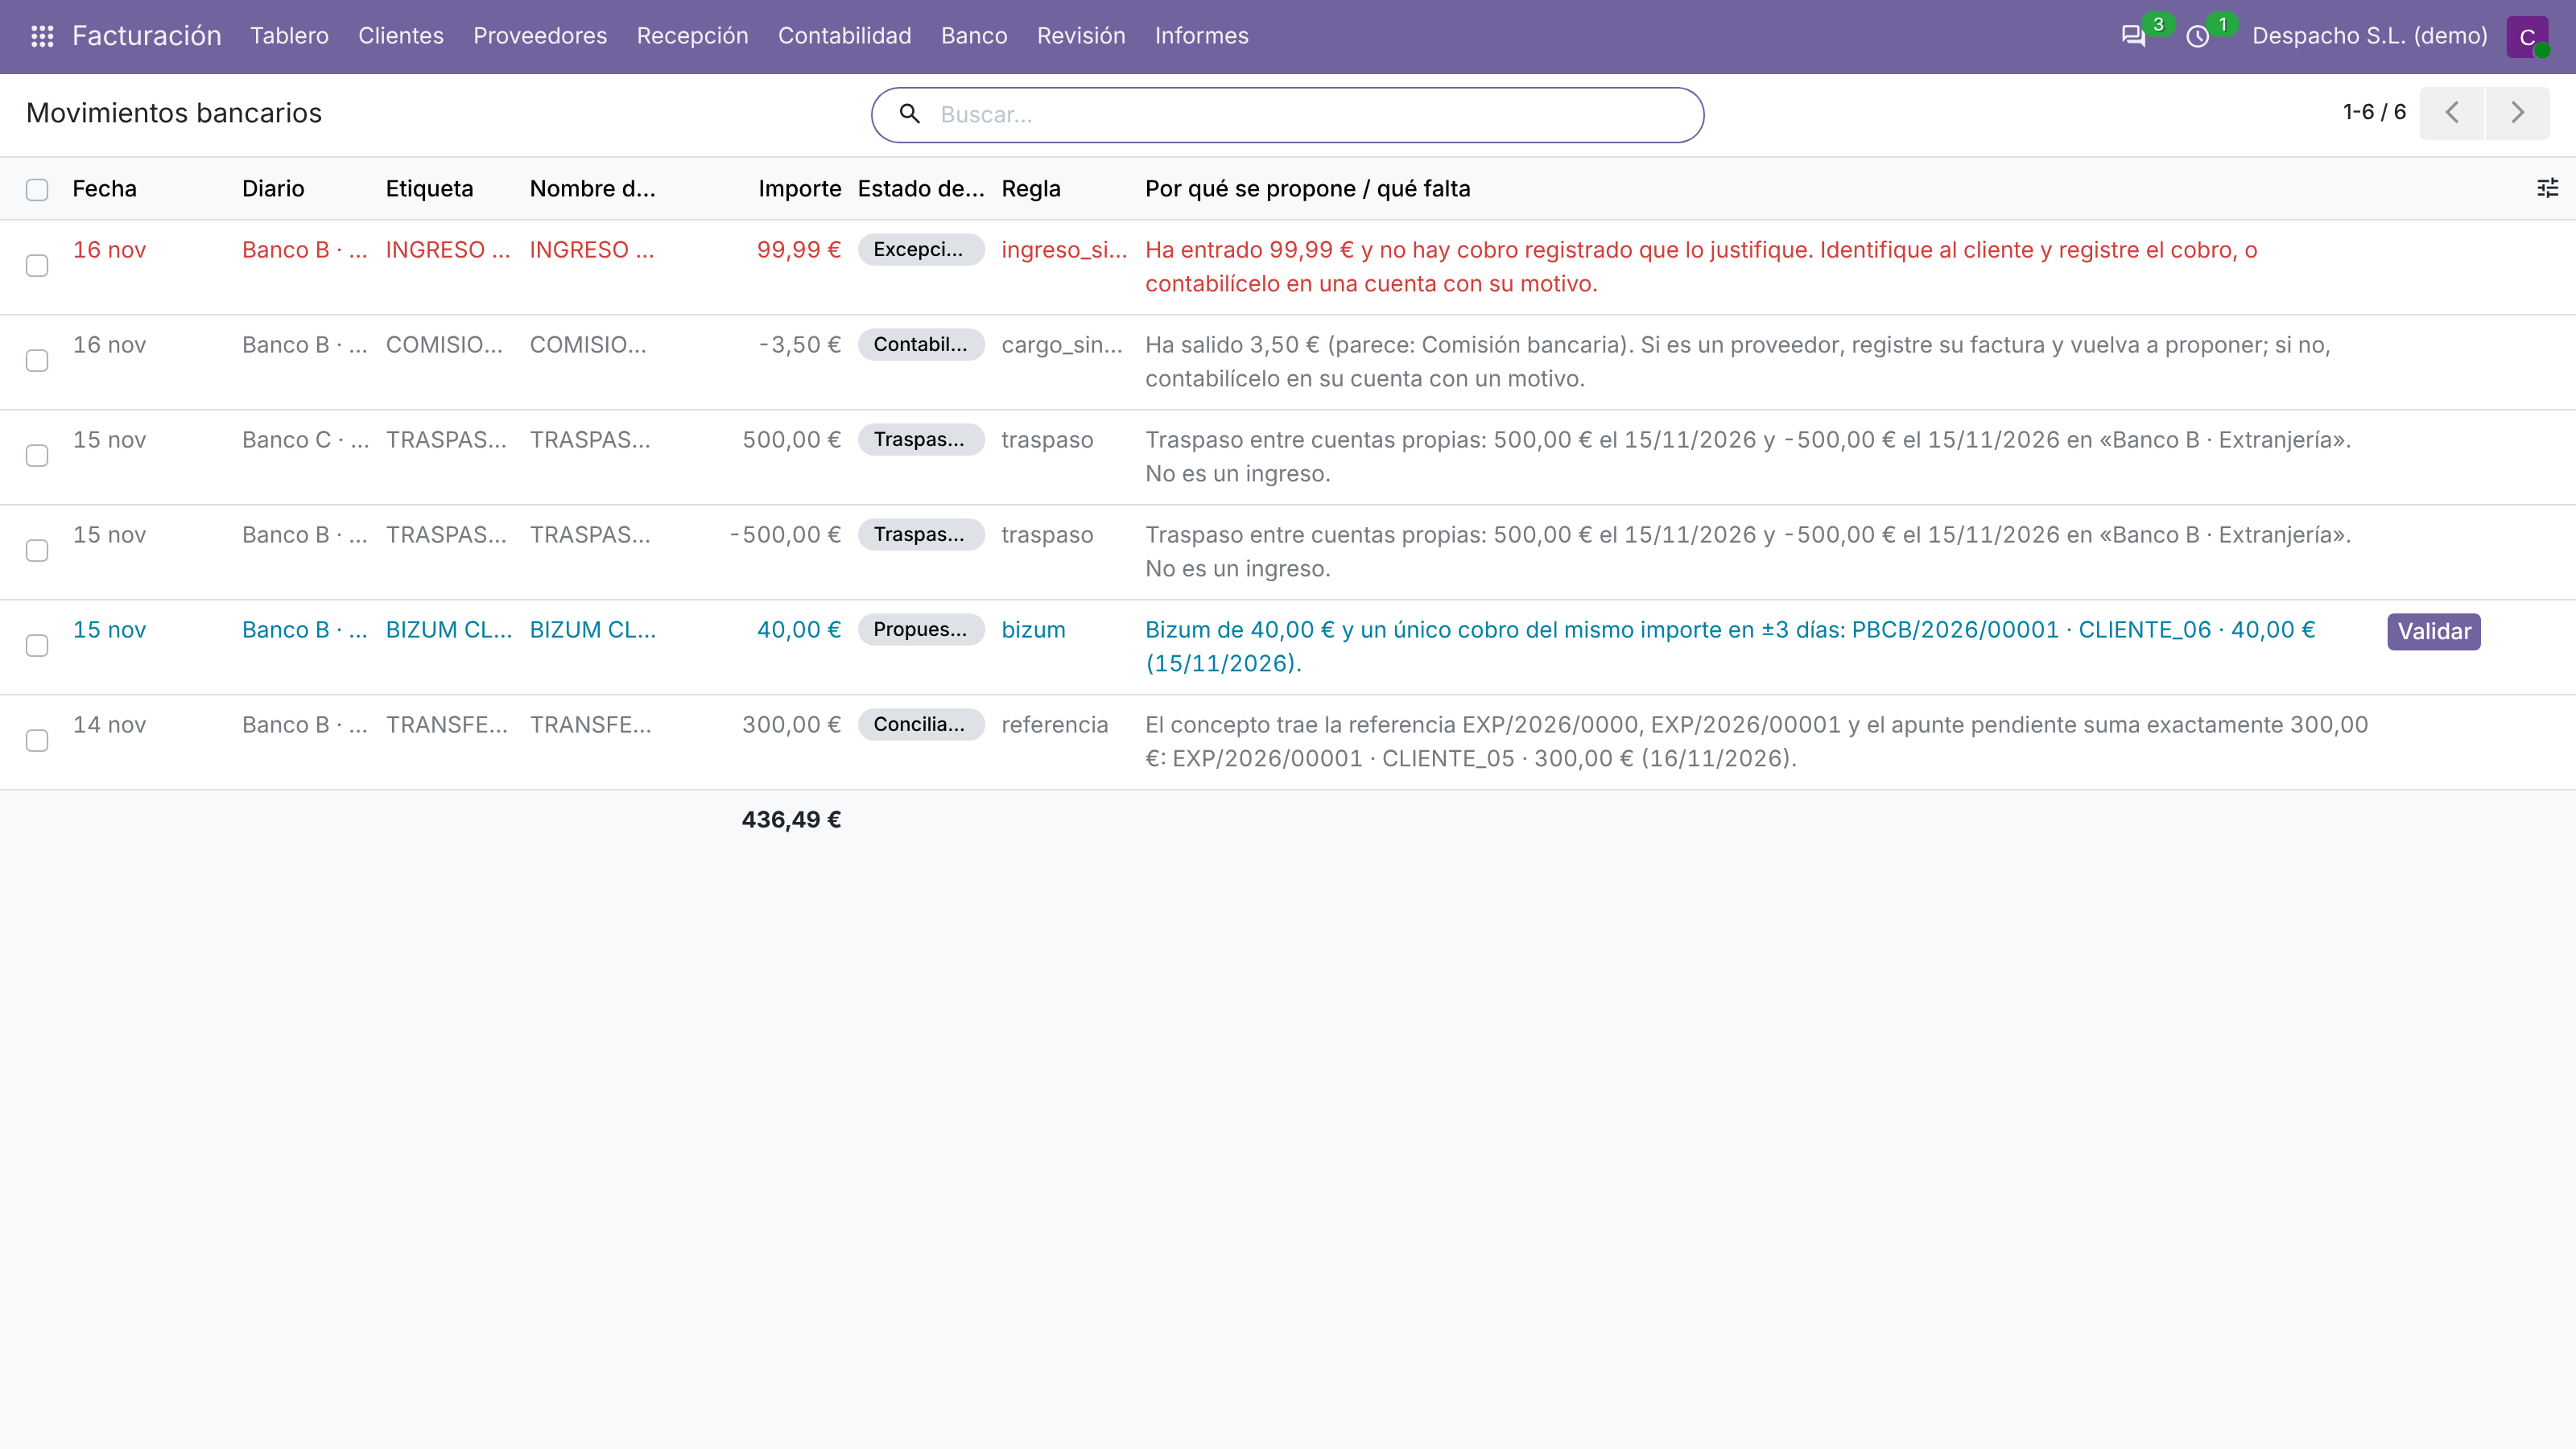 Facturación Tablero Clientes Proveedores Recepción Contabilidad Banco Revisión Informes 3 1 Despacho S.L. (demo) C
Movimientos bancarios Buscar... 1-6 / 6
Fecha Diario Etiqueta Nombre d... Importe Estado de... Regla Por qué se propone / qué falta
16 nov Banco B · ... INGRESO ... INGRESO ... 99,99 € Excepci... ingreso_si... Ha entrado 99,99 € y no hay cobro registrado que lo justifique. Identifique al cliente y registre el cobro, o
contabilícelo en una cuenta con su motivo.
16 nov Banco B · ... COMISIO... COMISIO... -3,50 € Contabil... cargo_sin... Ha salido 3,50 € (parece: Comisión bancaria). Si es un proveedor, registre su factura y vuelva a proponer; si no,
contabilícelo en su cuenta con un motivo.
15 nov Banco C · ... TRASPAS... TRASPAS... 500,00 € Traspas... traspaso Traspaso entre cuentas propias: 500,00 € el 15/11/2026 y -500,00 € el 15/11/2026 en «Banco B · Extranjería».
No es un ingreso.
15 nov Banco B · ... TRASPAS... TRASPAS... -500,00 € Traspas... traspaso Traspaso entre cuentas propias: 500,00 € el 15/11/2026 y -500,00 € el 15/11/2026 en «Banco B · Extranjería».
No es un ingreso.
15 nov Banco B · ... BIZUM CL... BIZUM CL... 40,00 € Propues... bizum Bizum de 40,00 € y un único cobro del mismo importe en ±3 días: PBCB/2026/00001 · CLIENTE_06 · 40,00 € Validar
(15/11/2026).
14 nov Banco B · ... TRANSFE... TRANSFE... 300,00 € Concilia... referencia El concepto trae la referencia EXP/2026/0000, EXP/2026/00001 y el apunte pendiente suma exactamente 300,00
€: EXP/2026/00001 · CLIENTE_05 · 300,00 € (16/11/2026).
436,49 €